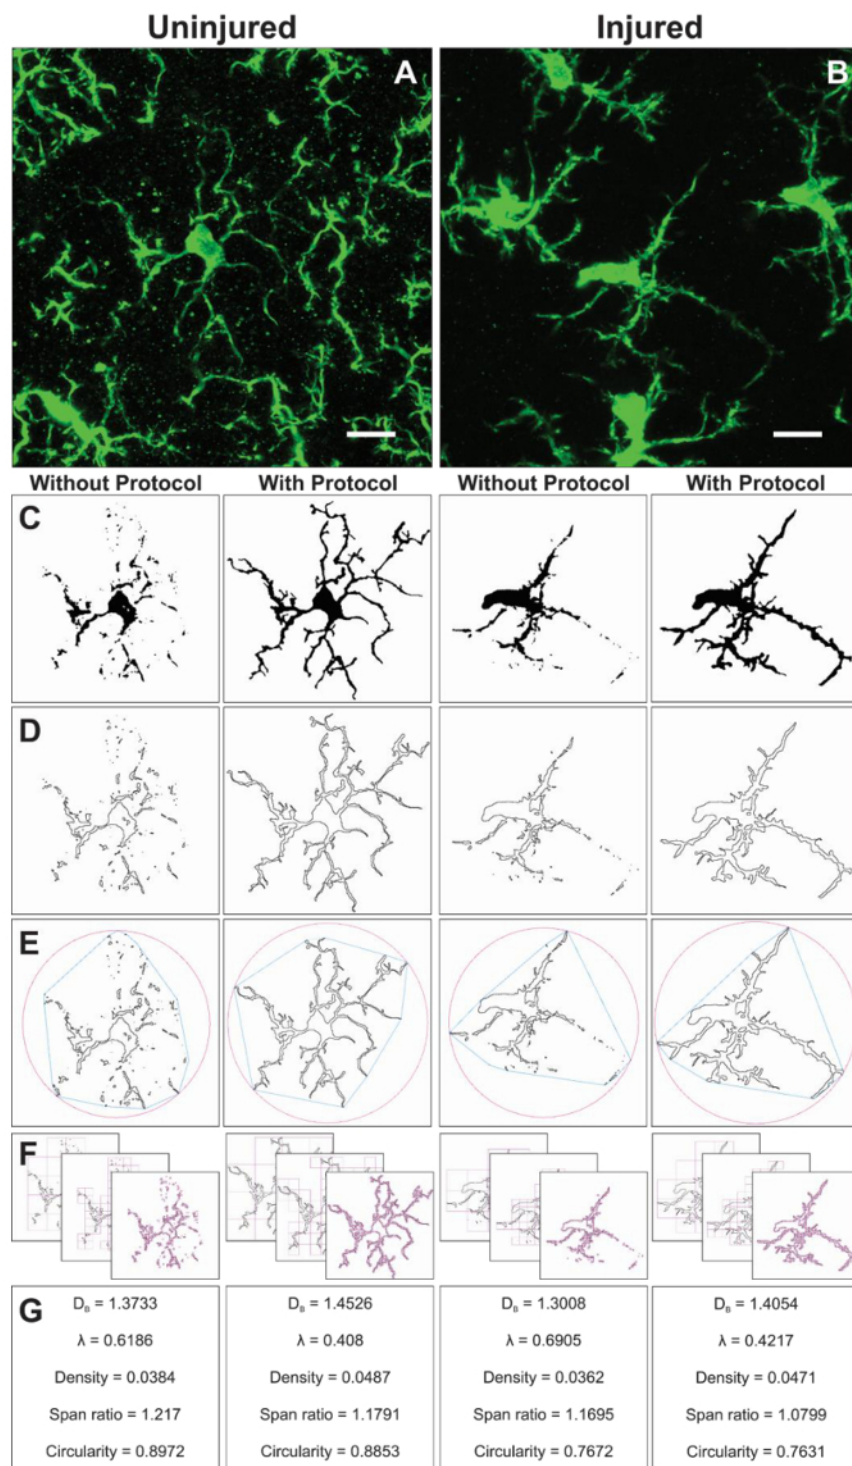 Uninjured Injured
A B
Without Protocol With Protocol Without Protocol With Protocol
C
D
E
F
G
D_B = 1.3733 D_B = 1.4526 D_B = 1.3008 D_B = 1.4054
λ = 0.6186 λ = 0.408 λ = 0.6905 λ = 0.4217
Density = 0.0384 Density = 0.0487 Density = 0.0362 Density = 0.0471
Span ratio = 1.217 Span ratio = 1.1791 Span ratio = 1.1695 Span ratio = 1.0799
Circularity = 0.8972 Circularity = 0.8853 Circularity = 0.7672 Circularity = 0.7631